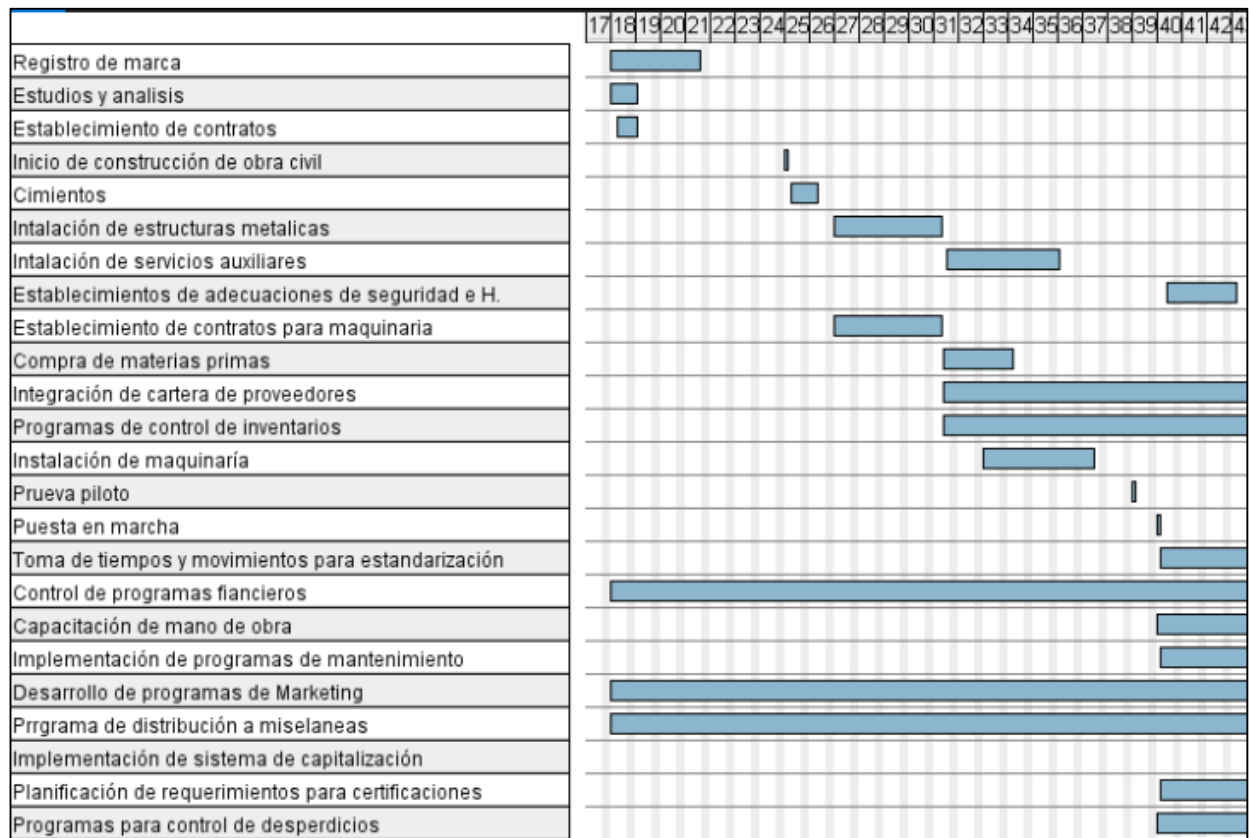 17 18 19 20 21 22 23 24 25 26 27 28 29 30 31 32 33 34 35 36 37 38 39 40 41 42 4
Registro de marca
Estudios y analisis
Establecimiento de contratos
Inicio de construcción de obra civil
Cimientos
Intalación de estructuras metalicas
Intalación de servicios auxiliares
Establecimientos de adecuaciones de seguridad e H.
Establecimiento de contratos para maquinaria
Compra de materias primas
Integración de cartera de proveedores
Programas de control de inventarios
Instalación de maquinaría
Prueva piloto
Puesta en marcha
Toma de tiempos y movimientos para estandarización
Control de programas fiancieros
Capacitación de mano de obra
Implementación de programas de mantenimiento
Desarrollo de programas de Marketing
Prrgrama de distribución a miselaneas
Implementación de sistema de capitalización
Planificación de requerimientos para certificaciones
Programas para control de desperdicios